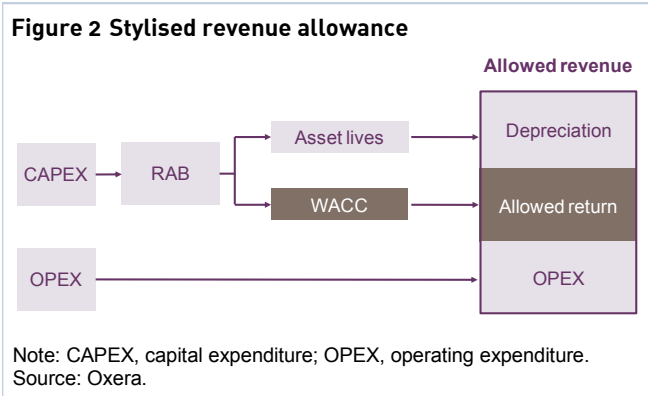 Figure 2 Stylised revenue allowance
Allowed revenue
Asset lives
Depreciation
CAPEX
RAB
WACC
Allowed return
OPEX
OPEX
Note: CAPEX, capital expenditure; OPEX, operating expenditure.
Source: Oxera.